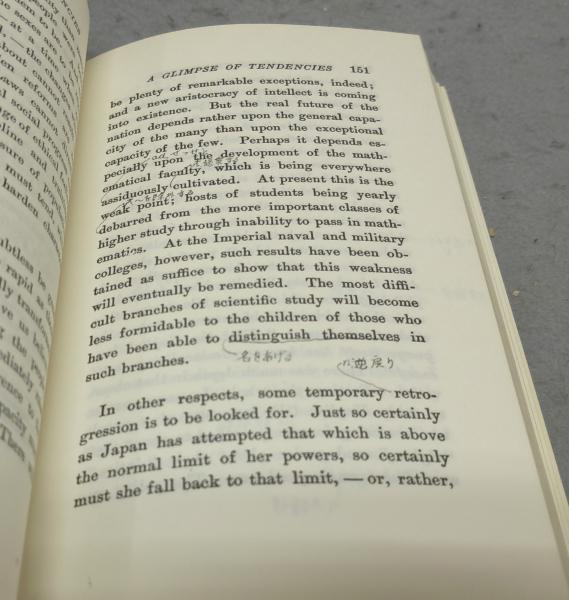 A GLIMPSE OF TENDENCIES 151
be plenty of remarkable exceptions, indeed;
and a new aristocracy of intellect is coming
into existence. But the real future of the
nation depends rather upon the general capa-
city of the many than upon the exceptional
capacity of the few. Perhaps it depends es-
pecially upon the development of the math-
ematical faculty, which is being everywhere
assiduously cultivated. At present this is the
weak point; hosts of students being yearly
debarred from the more important classes of
higher study through inability to pass in math-
ematics. At the Imperial naval and military
colleges, however, such results have been ob-
tained as suffice to show that this weakness
will eventually be remedied. The most diffi-
cult branches of scientific study will become
less formidable to the children of those who
have been able to distinguish themselves in
such branches.
名をあげる
逆戻り
In other respects, some temporary retro-
gression is to be looked for. Just so certainly
as Japan has attempted that which is above
the normal limit of her powers, so certainly
must she fall back to that limit, — or, rather,